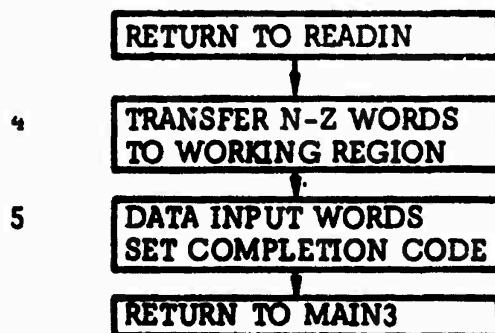 RETURN TO READIN
4 TRANSFER N-Z WORDS
TO WORKING REGION
5 DATA INPUT WORDS
SET COMPLETION CODE
RETURN TO MAIN3